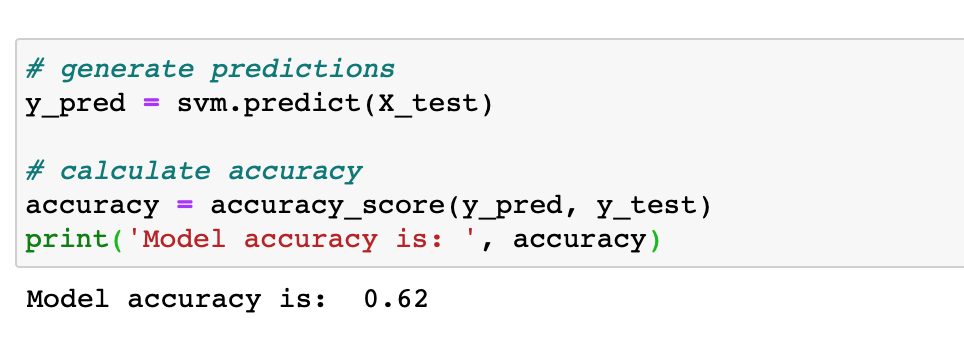 # generate predictions
y_pred = svm.predict(X_test)
# calculate accuracy
accuracy = accuracy_score(y_pred, y_test)
print('Model accuracy is: ', accuracy)
Model accuracy is:  0.62